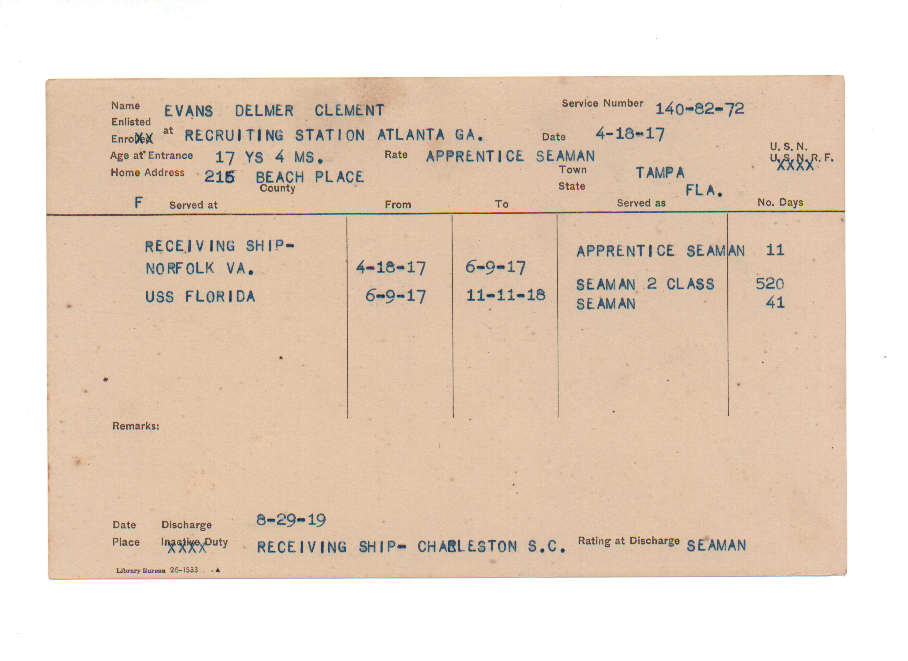 Name EVANS DELMER CLEMENT Service Number 140-82-72
Enlisted
Enrolled at RECRUITING STATION ATLANTA GA. Date 4-18-17
Age at Entrance 17 YS 4 MS. Rate APPRENTICE SEAMAN U. S. N.
U. S. N. R. F. XXXX
Home Address BEACH PLACE Town TAMPA
County State FLA.
F Served at From To Served as No. Days
RECEIVING SHIP- APPRENTICE SEAMAN 11
NORFOLK VA. 4-18-17 6-9-17
SEAMAN 2 CLASS 520
USS FLORIDA 6-9-17 11-11-18
SEAMAN 41
Remarks:
Date Discharge 8-29-19
Place Inactive Duty XXXX RECEIVING SHIP- CHARLESTON S.C. Rating at Discharge SEAMAN
Library Bureau 26-1533 A